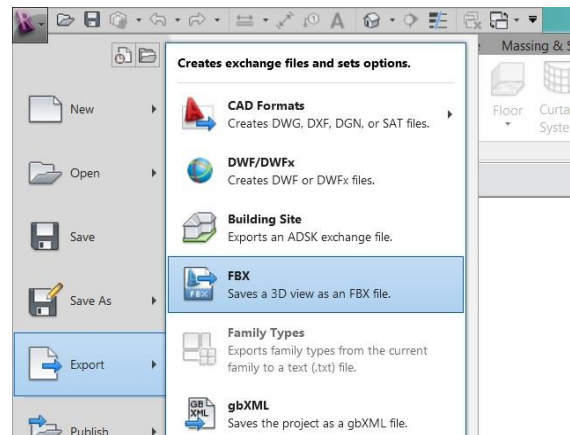 Massing & S
Creates exchange files and sets options.
New
CAD Formats
Creates DWG, DXF, DGN, or SAT files.
Floor
Curta
Syste
Open
DWF/DWFx
Creates DWF or DWFx files.
Save
Building Site
Exports an ADSK exchange file.
Save As
FBX
FBX
Saves a 3D view as an FBX file.
Export
Family Types
Exports family types from the current
family to a text (.txt) file.
Publish
GB
XML
gbXML
Saves the project as a gbXML file.